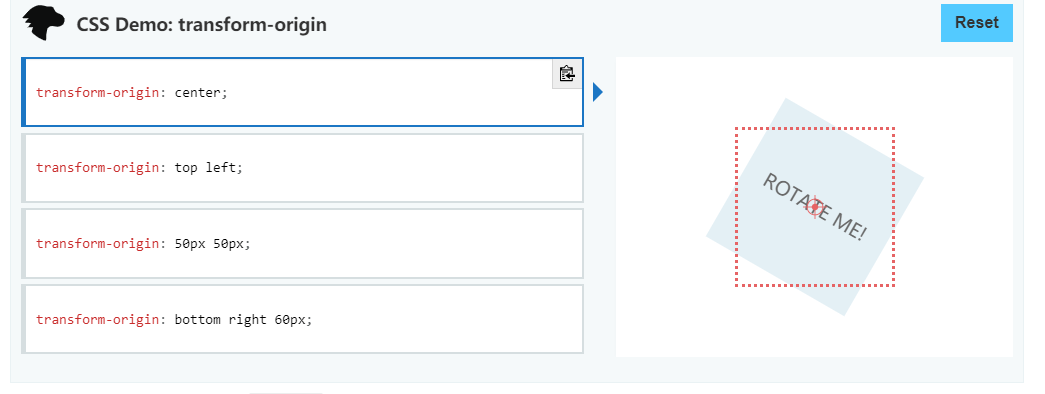 CSS Demo: transform-origin
Reset
transform-origin: center;
transform-origin: top left;
transform-origin: 50px 50px;
transform-origin: bottom right 60px;
ROTATE ME!